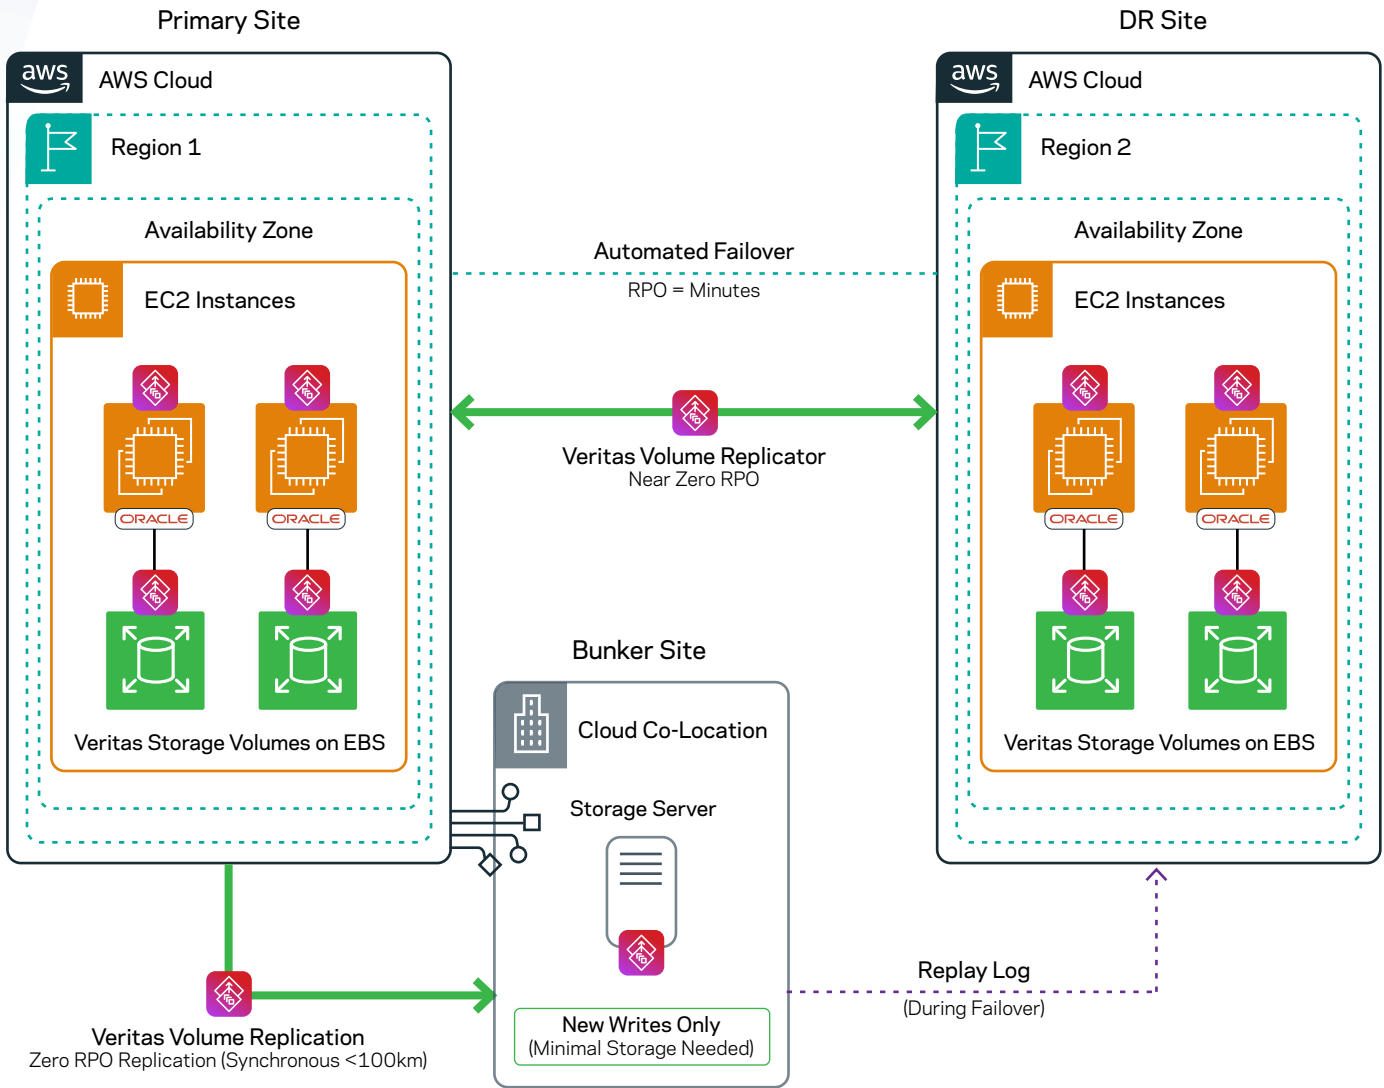 Primary Site
aws
AWS Cloud
Region 1
Availability Zone
EC2 Instances
ORACLE
ORACLE
Veritas Storage Volumes on EBS
Automated Failover
RPO = Minutes
Veritas Volume Replicator
Near Zero RPO
DR Site
aws
AWS Cloud
Region 2
Availability Zone
EC2 Instances
ORACLE
ORACLE
Veritas Storage Volumes on EBS
Bunker Site
Cloud Co-Location
Storage Server
New Writes Only
(Minimal Storage Needed)
Veritas Volume Replication
Zero RPO Replication (Synchronous <100km)
Replay Log
(During Failover)